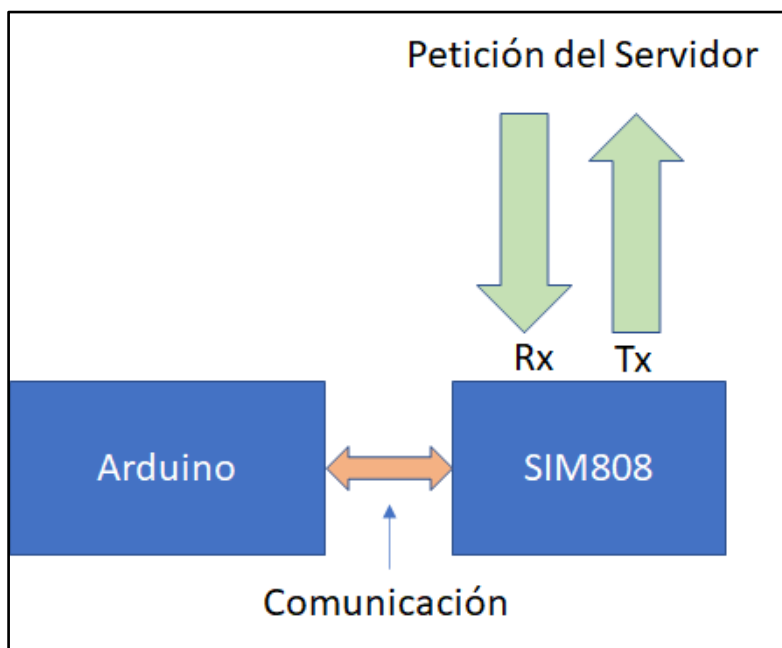 Petición del Servidor
Rx Tx
Arduino
SIM808
Comunicación